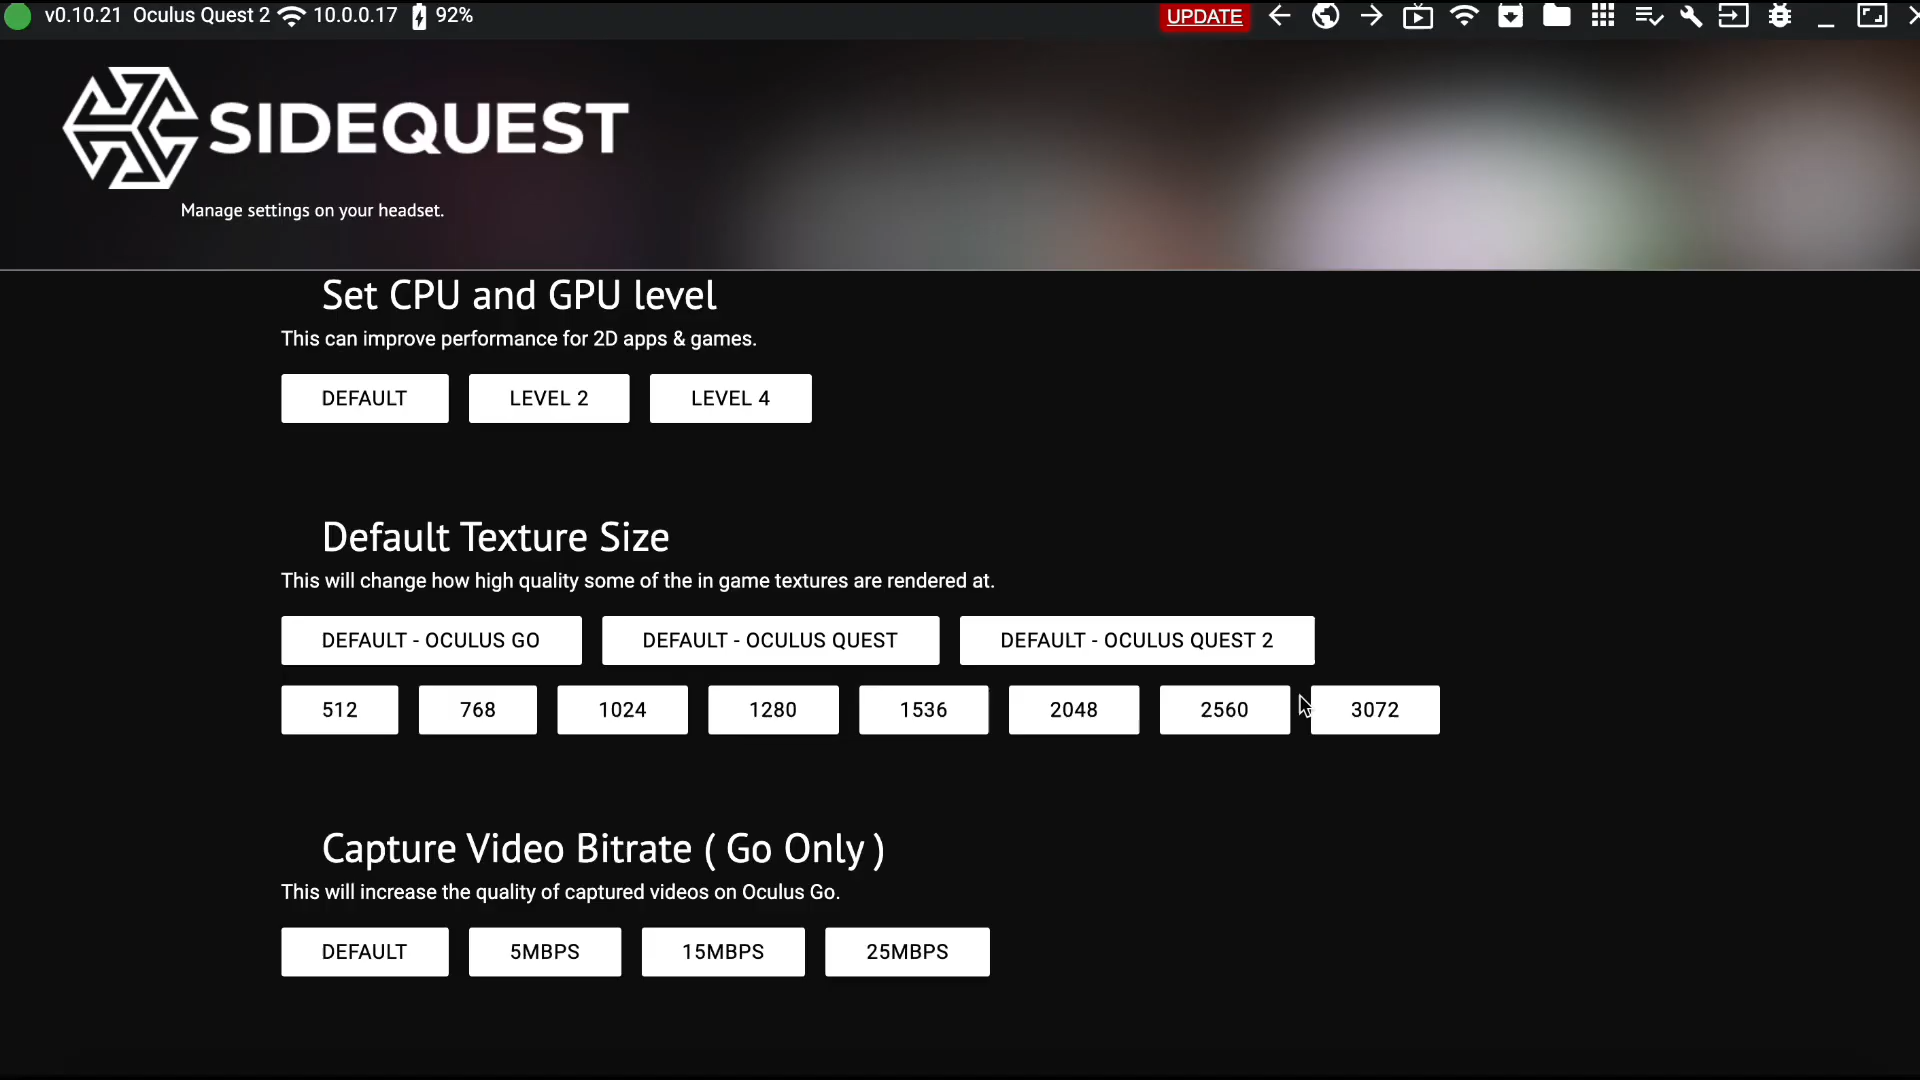 v0.10.21 Oculus Quest 2 10.0.0.17 92% UPDATE
SIDEQUEST
Manage settings on your headset.
Set CPU and GPU level
This can improve performance for 2D apps & games.
DEFAULT LEVEL 2 LEVEL 4
Default Texture Size
This will change how high quality some of the in game textures are rendered at.
DEFAULT - OCULUS GO DEFAULT - OCULUS QUEST DEFAULT - OCULUS QUEST 2
512 768 1024 1280 1536 2048 2560 3072
Capture Video Bitrate ( Go Only )
This will increase the quality of captured videos on Oculus Go.
DEFAULT 5MBPS 15MBPS 25MBPS